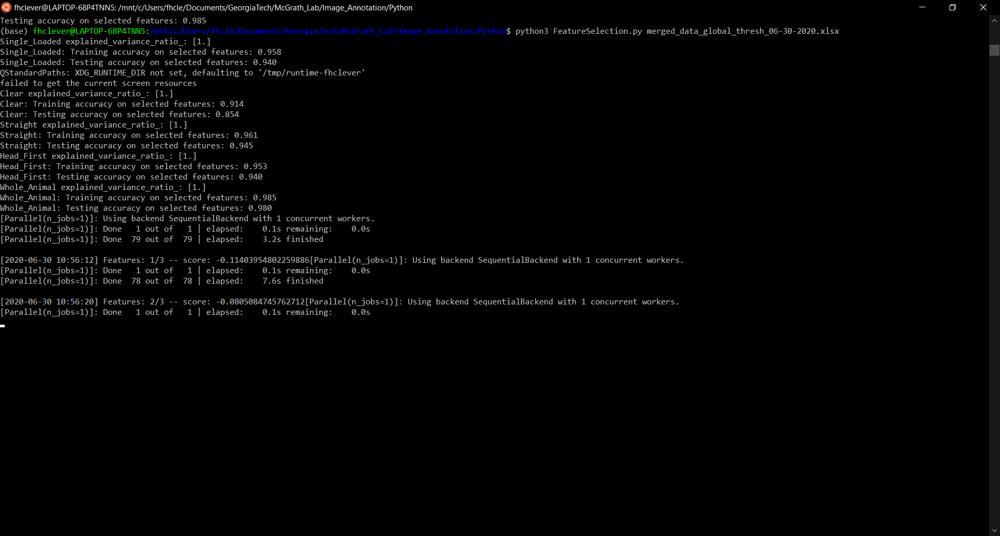 fhclever@LAPTOP-68P4TNN5: /mnt/c/Users/fhcle/Documents/GeorgiaTech/McGrath_Lab/Image_Annotation/Python
Testing accuracy on selected features: 0.985
(base) fhclever@LAPTOP-68P4TNN5:/mnt/c/Users/fhcle/Documents/GeorgiaTech/McGrath_Lab/Image_Annotation/Python$ python3 FeatureSelection.py merged_data_global_thresh_06-30-2020.xlsx
Single_Loaded explained_variance_ratio_: [1.]
Single_Loaded: Training accuracy on selected features: 0.958
Single_Loaded: Testing accuracy on selected features: 0.940
QStandardPaths: XDG_RUNTIME_DIR not set, defaulting to '/tmp/runtime-fhclever'
failed to get the current screen resources
Clear explained_variance_ratio_: [1.]
Clear: Training accuracy on selected features: 0.914
Clear: Testing accuracy on selected features: 0.854
Straight explained_variance_ratio_: [1.]
Straight: Training accuracy on selected features: 0.961
Straight: Testing accuracy on selected features: 0.945
Head_First explained_variance_ratio_: [1.]
Head_First: Training accuracy on selected features: 0.953
Head_First: Testing accuracy on selected features: 0.940
Whole_Animal explained_variance_ratio_: [1.]
Whole_Animal: Training accuracy on selected features: 0.985
Whole_Animal: Testing accuracy on selected features: 0.980
[Parallel(n_jobs=1)]: Using backend SequentialBackend with 1 concurrent workers.
[Parallel(n_jobs=1)]: Done   1 out of   1 | elapsed:    0.1s remaining:    0.0s
[Parallel(n_jobs=1)]: Done  79 out of  79 | elapsed:    3.2s finished
[2020-06-30 10:56:12] Features: 1/3 -- score: -0.11403954802259886[Parallel(n_jobs=1)]: Using backend SequentialBackend with 1 concurrent workers.
[Parallel(n_jobs=1)]: Done   1 out of   1 | elapsed:    0.1s remaining:    0.0s
[Parallel(n_jobs=1)]: Done  78 out of  78 | elapsed:    7.6s finished
[2020-06-30 10:56:20] Features: 2/3 -- score: -0.0805084745762712[Parallel(n_jobs=1)]: Using backend SequentialBackend with 1 concurrent workers.
[Parallel(n_jobs=1)]: Done   1 out of   1 | elapsed:    0.1s remaining:    0.0s